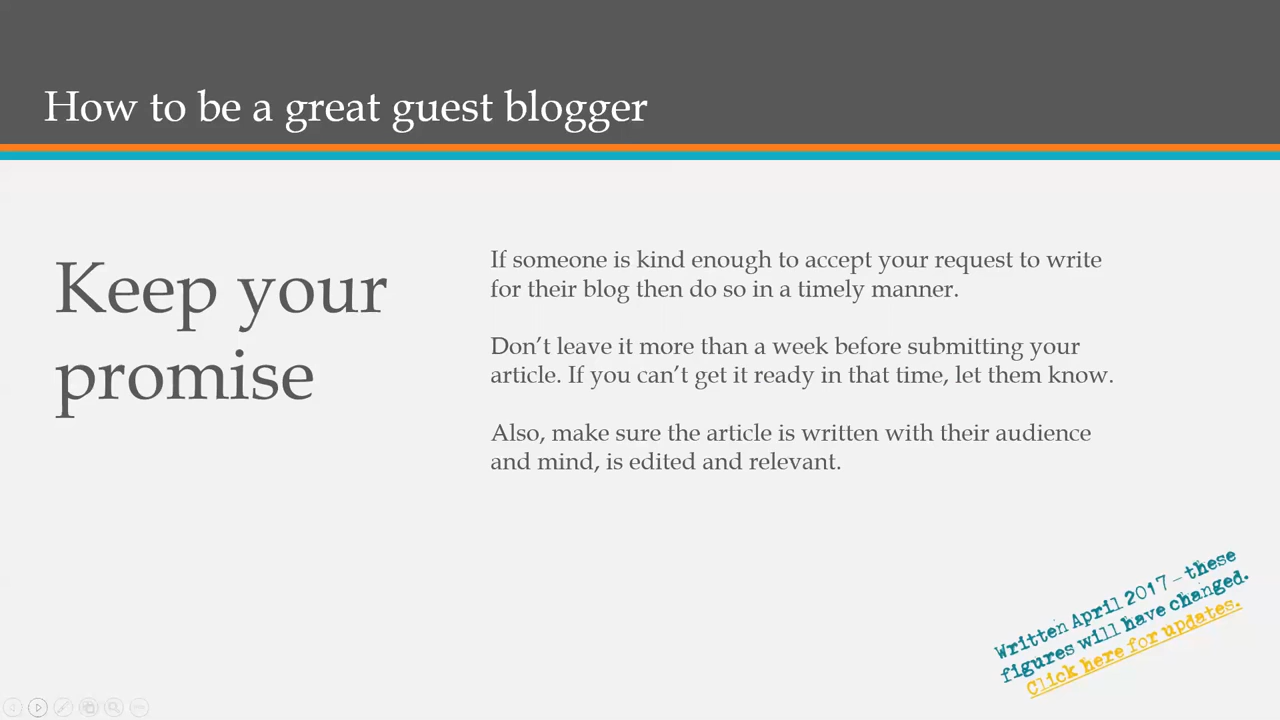 How to be a great guest blogger
Keep your
promise
If someone is kind enough to accept your request to write
for their blog then do so in a timely manner.
Don’t leave it more than a week before submitting your
article. If you can’t get it ready in that time, let them know.
Also, make sure the article is written with their audience
and mind, is edited and relevant.
Written April 2017 – these
figures will have changed.
Click here for updates.